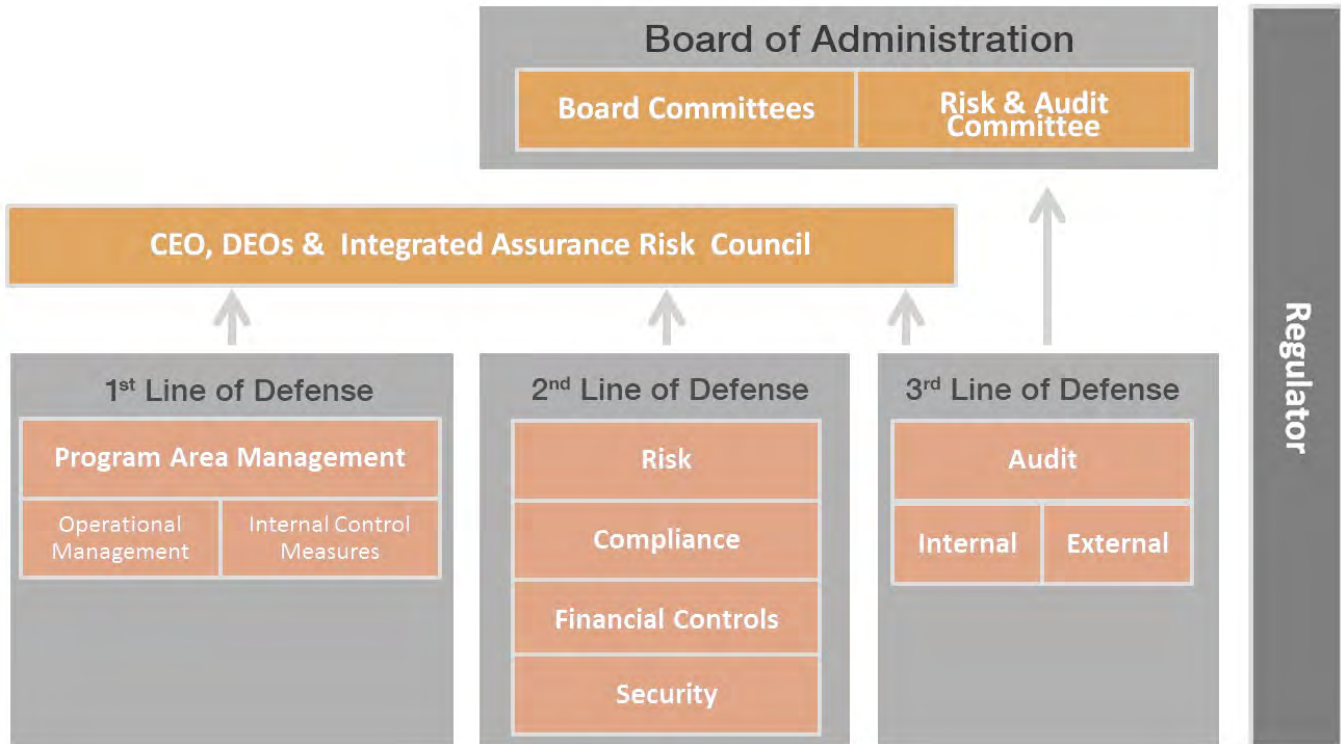 Board of Administration
Board Committees
Risk & Audit
Committee
CEO, DEOs & Integrated Assurance Risk Council
1st Line of Defense
Program Area Management
Operational
Management
Internal Control
Measures
2nd Line of Defense
Risk
Compliance
Financial Controls
Security
3rd Line of Defense
Audit
Internal
External
Regulator